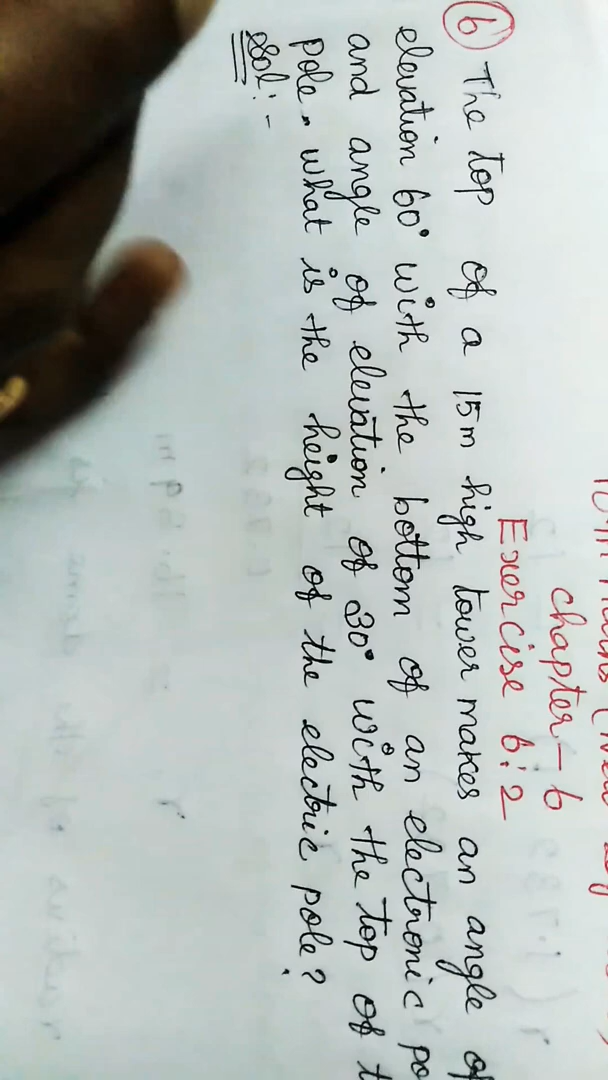 chapter-6
Exercise 6.2
6 The top of a 15m high tower makes an angle of
elevation 60° with the bottom of an electronic
and angle of elevation of 30° with the top of
pole. what is the height of the electric pole?
Sol:-